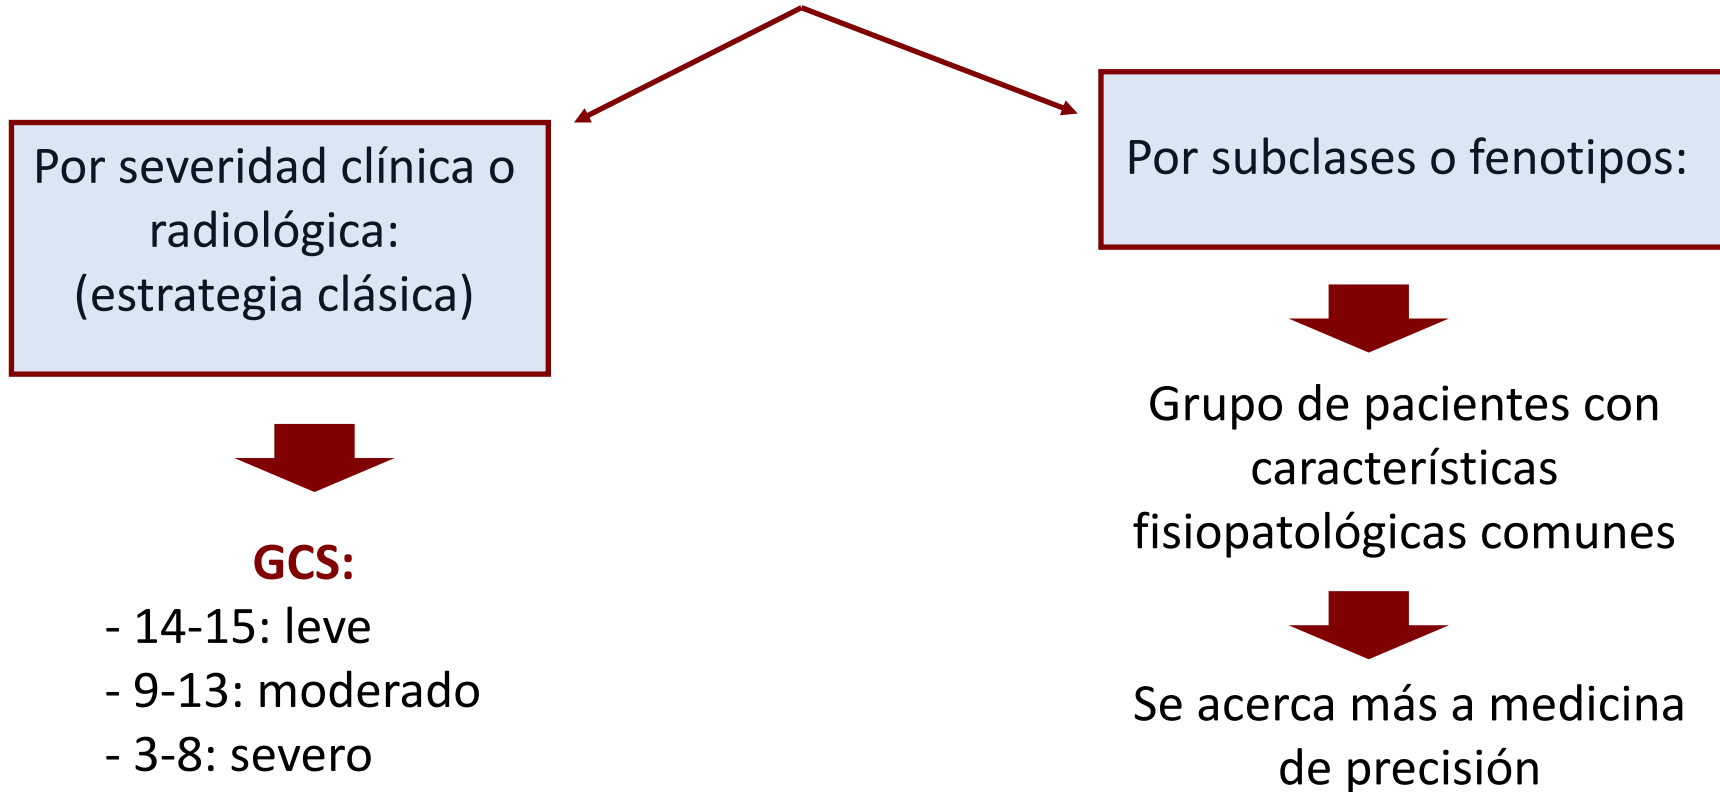 Por severidad clínica o
radiológica:
(estrategia clásica)
GCS:
- 14-15: leve
- 9-13: moderado
- 3-8: severo
Por subclases o fenotipos:
Grupo de pacientes con
características
fisiopatológicas comunes
Se acerca más a medicina
de precisión